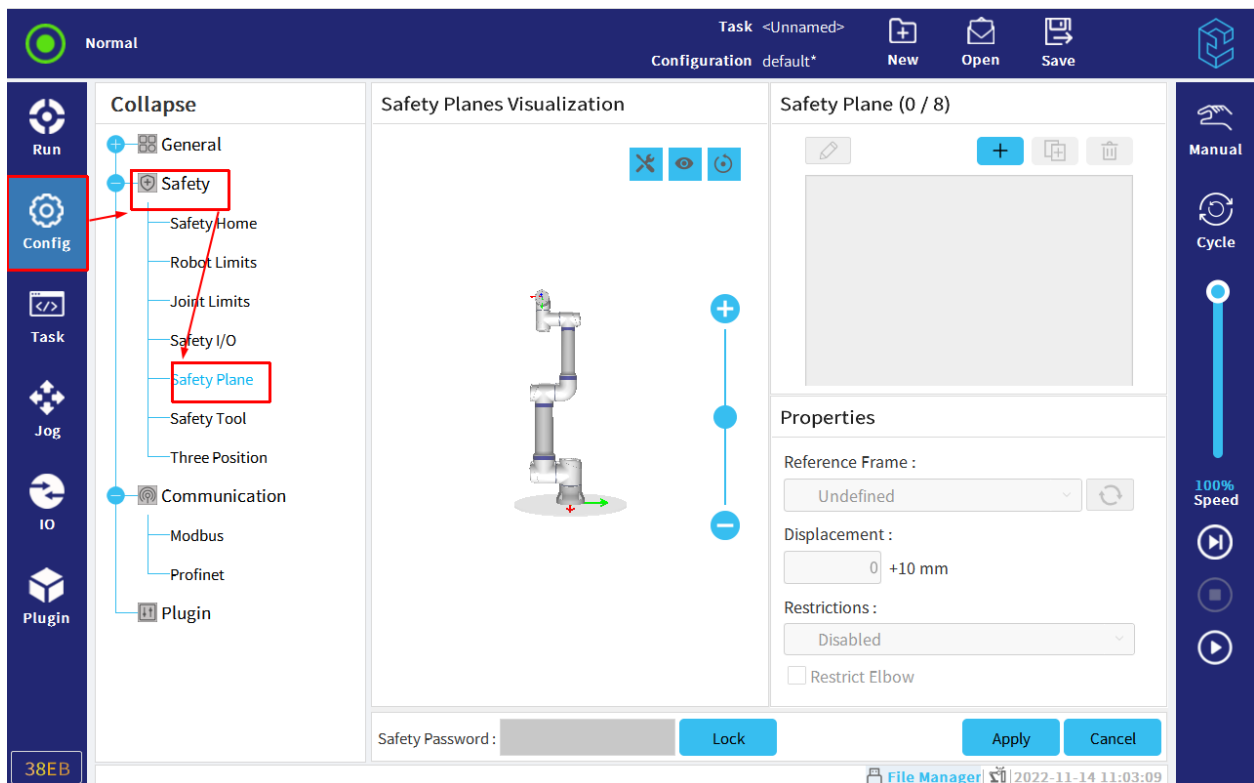 Normal
Task <Unnamed>
Configuration default*
New
Open
Save
Run
Config
Task
Jog
IO
Plugin
38EB
Collapse
General
Safety
Safety Home
Robot Limits
Joint Limits
Safety I/O
Safety Plane
Safety Tool
Three Position
Communication
Modbus
Profinet
Plugin
Safety Planes Visualization
Safety Plane (0 / 8)
Properties
Reference Frame :
Undefined
Displacement :
0 +10 mm
Restrictions :
Disabled
Restrict Elbow
Safety Password :
Lock
Apply
Cancel
File Manager
2022-11-14 11:03:09
Manual
Cycle
100%
Speed